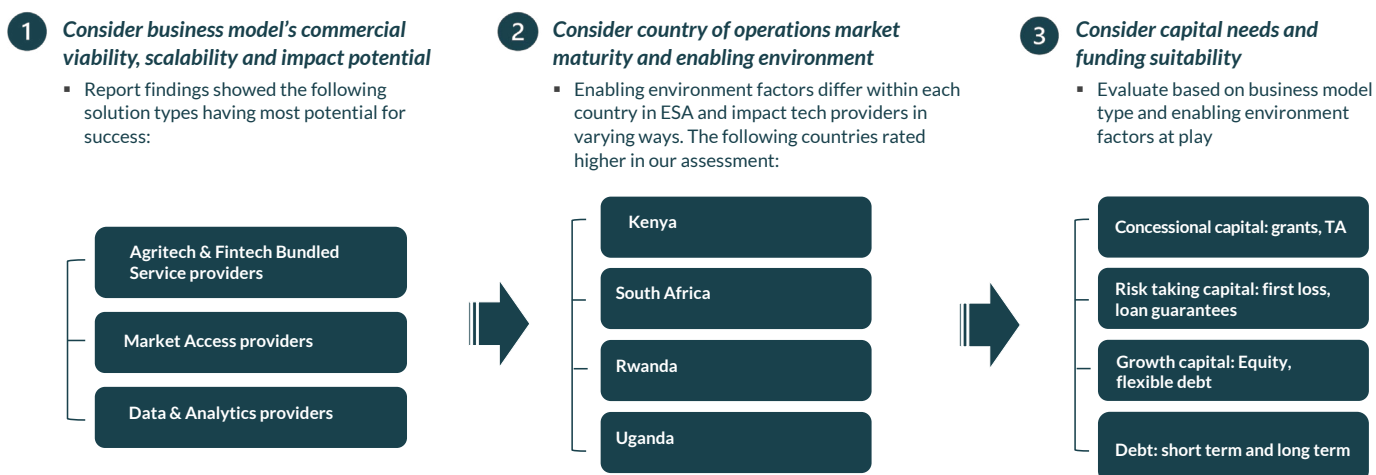 1
Consider business model's commercial
viability, scalability and impact potential
▪ Report findings showed the following
solution types having most potential for
success:
Agritech & Fintech Bundled
Service providers
Market Access providers
Data & Analytics providers
2
Consider country of operations market
maturity and enabling environment
▪ Enabling environment factors differ within each
country in ESA and impact tech providers in
varying ways. The following countries rated
higher in our assessment:
Kenya
South Africa
Rwanda
Uganda
3
Consider capital needs and
funding suitability
▪ Evaluate based on business model
type and enabling environment
factors at play
Concessional capital: grants, TA
Risk taking capital: first loss,
loan guarantees
Growth capital: Equity,
flexible debt
Debt: short term and long term